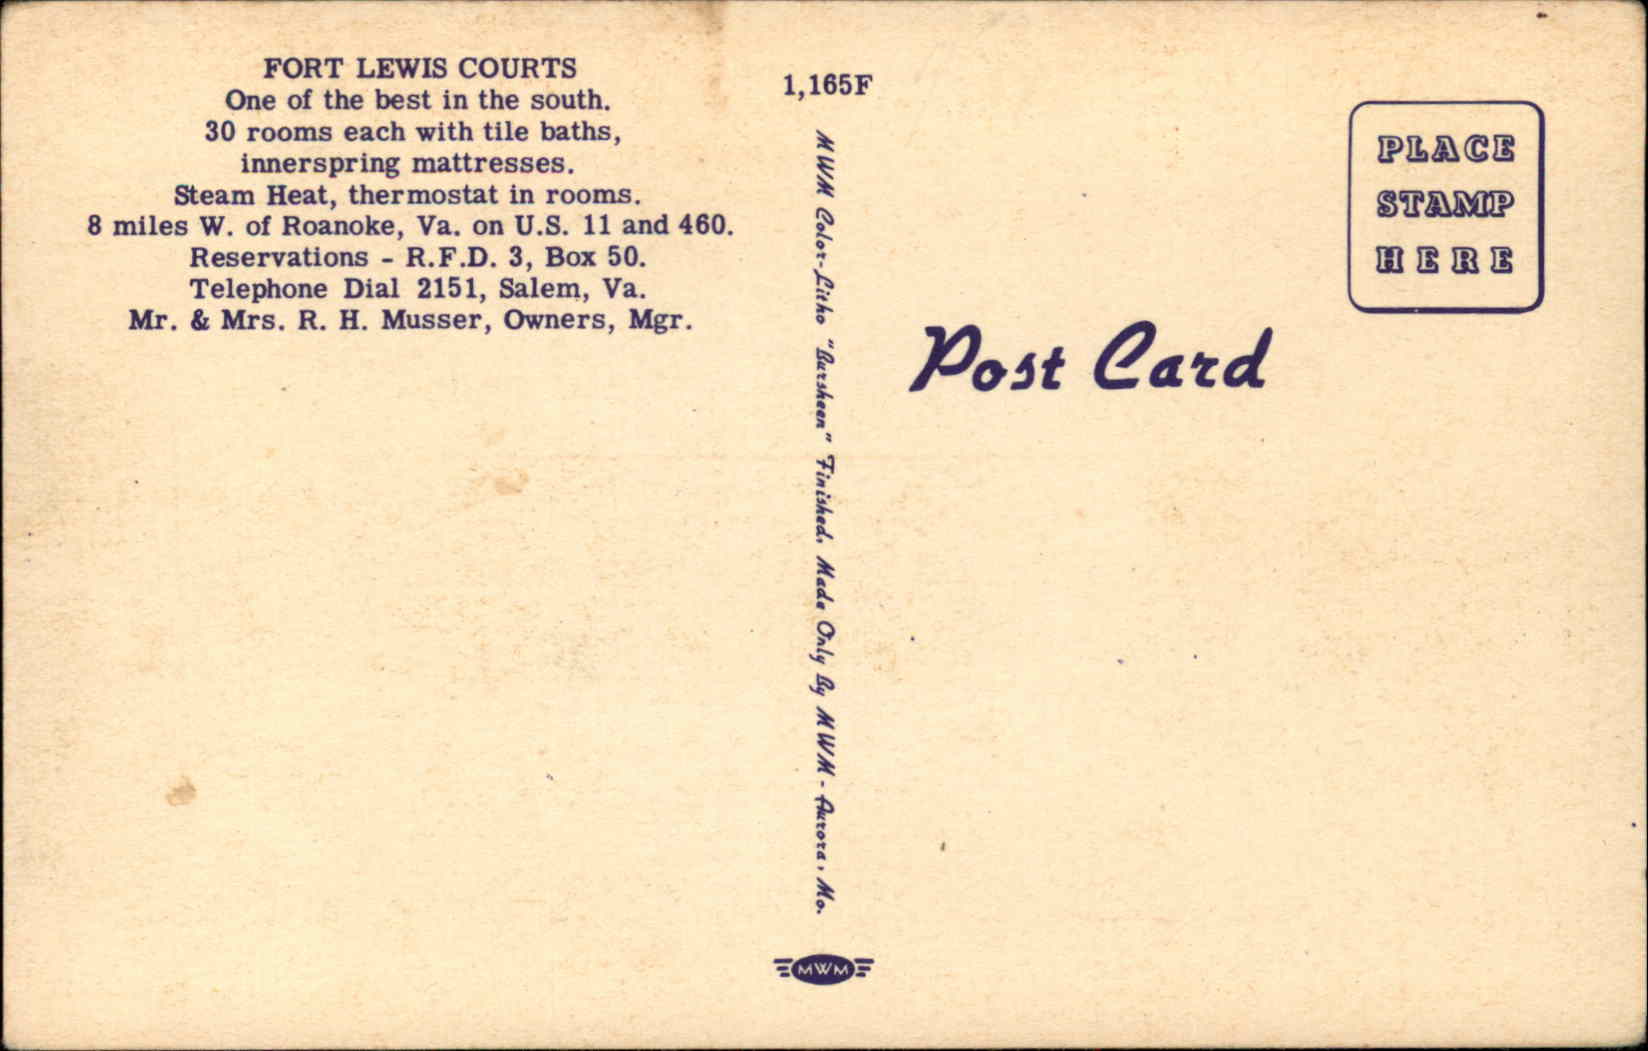 FORT LEWIS COURTS
One of the best in the south.
30 rooms each with tile baths,
innerspring mattresses.
Steam Heat, thermostat in rooms.
8 miles W. of Roanoke, Va. on U.S. 11 and 460.
Reservations - R.F.D. 3, Box 50.
Telephone Dial 2151, Salem, Va.
Mr. & Mrs. R. H. Musser, Owners, Mgr.
1,165F
MWM Color-Litho "Bursheen" Finished. Made Only By MWM - Aurora, Mo.
MWM
Post Card
PLACE
STAMP
HERE